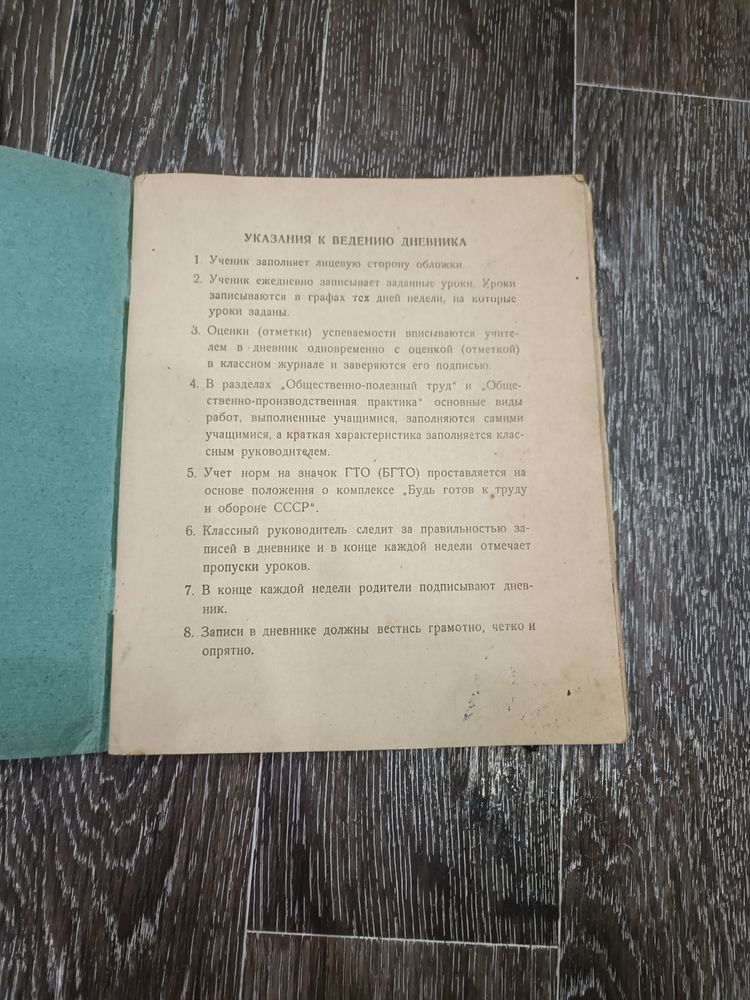 УКАЗАНИЯ К ВЕДЕНИЮ ДНЕВНИКА
1 Ученик заполняет лицевую сторону обложки.
2. Ученик ежедневно записывает заданные уроки. Уроки
записываются в графах тех дней недели, на которые
уроки заданы.
3. Оценки (отметки) успеваемости вписываются учите-
лем в дневник одновременно с оценкой (отметкой)
в классном журнале и заверяются его подписью.
4. В разделах „Общественно-полезный труд“ и „Обще-
ственно-производственная практика“ основные виды
работ, выполненные учащимися, заполняются самими
учащимися, а краткая характеристика заполняется клас-
сным руководителем.
5. Учет норм на значок ГТО (БГТО) проставляется на
основе положения о комплексе „Будь готов к труду
и обороне СССР“.
6. Классный руководитель следит за правильностью за-
писей в дневнике и в конце каждой недели отмечает
пропуски уроков.
7. В конце каждой недели родители подписывают днев-
ник.
8. Записи в дневнике должны вестись грамотно, четко и
опрятно.